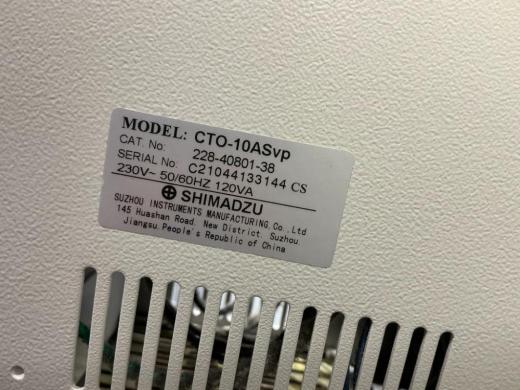 MODEL: CTO-10ASvp
CAT. No: 228-40801-38
SERIAL No: C21044133144 CS
230V~ 50/60HZ 120VA
SHIMADZU
SUZHOU INSTRUMENTS MANUFACTURING,Co.,Ltd
145 Huashan Road, New District, Suzhou
Jiangsu,People's Republic of China